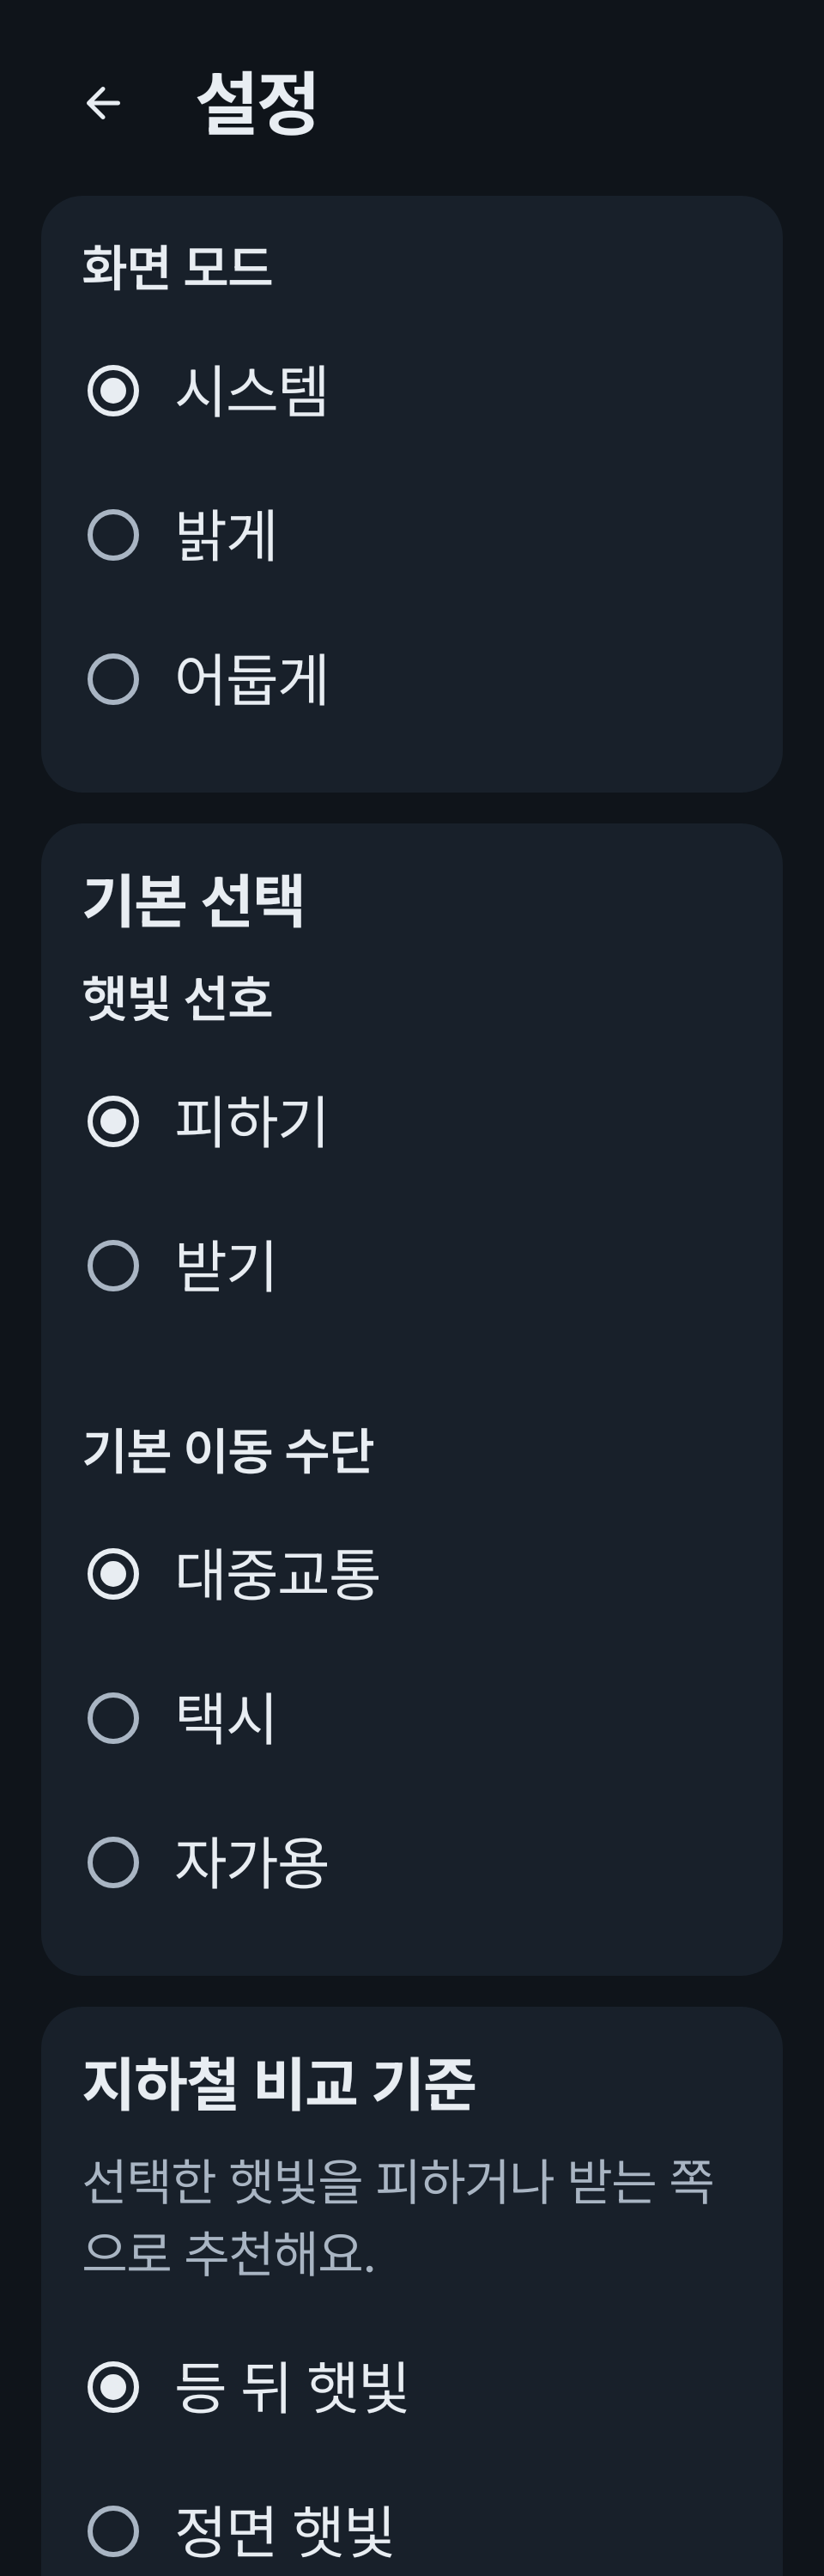 설정
화면 모드
시스템
밝게
어둡게
기본 선택
햇빛 선호
피하기
받기
기본 이동 수단
대중교통
택시
자가용
지하철 비교 기준
선택한 햇빛을 피하거나 받는 쪽
으로 추천해요.
등 뒤 햇빛
정면 햇빛